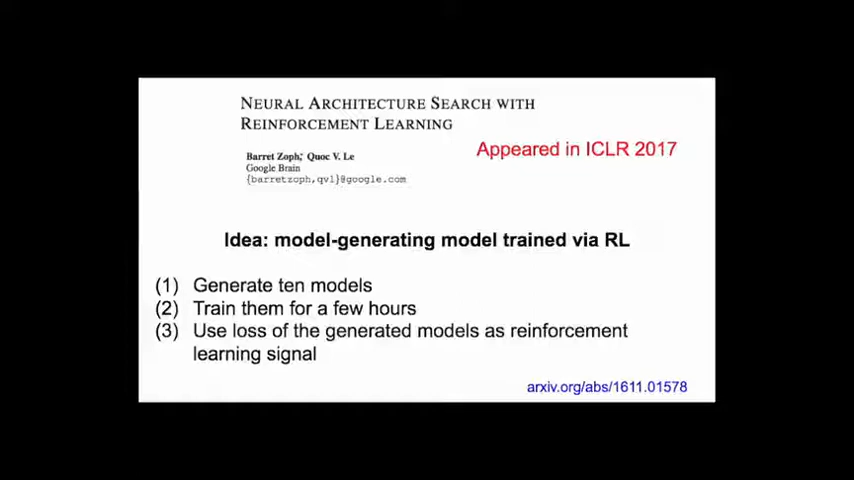 NEURAL ARCHITECTURE SEARCH WITH
REINFORCEMENT LEARNING
Appeared in ICLR 2017
Barret Zoph,* Quoc V. Le
Google Brain
{barretzoph,qvl}@google.com
Idea: model-generating model trained via RL
(1) Generate ten models
(2) Train them for a few hours
(3) Use loss of the generated models as reinforcement
learning signal
arxiv.org/abs/1611.01578